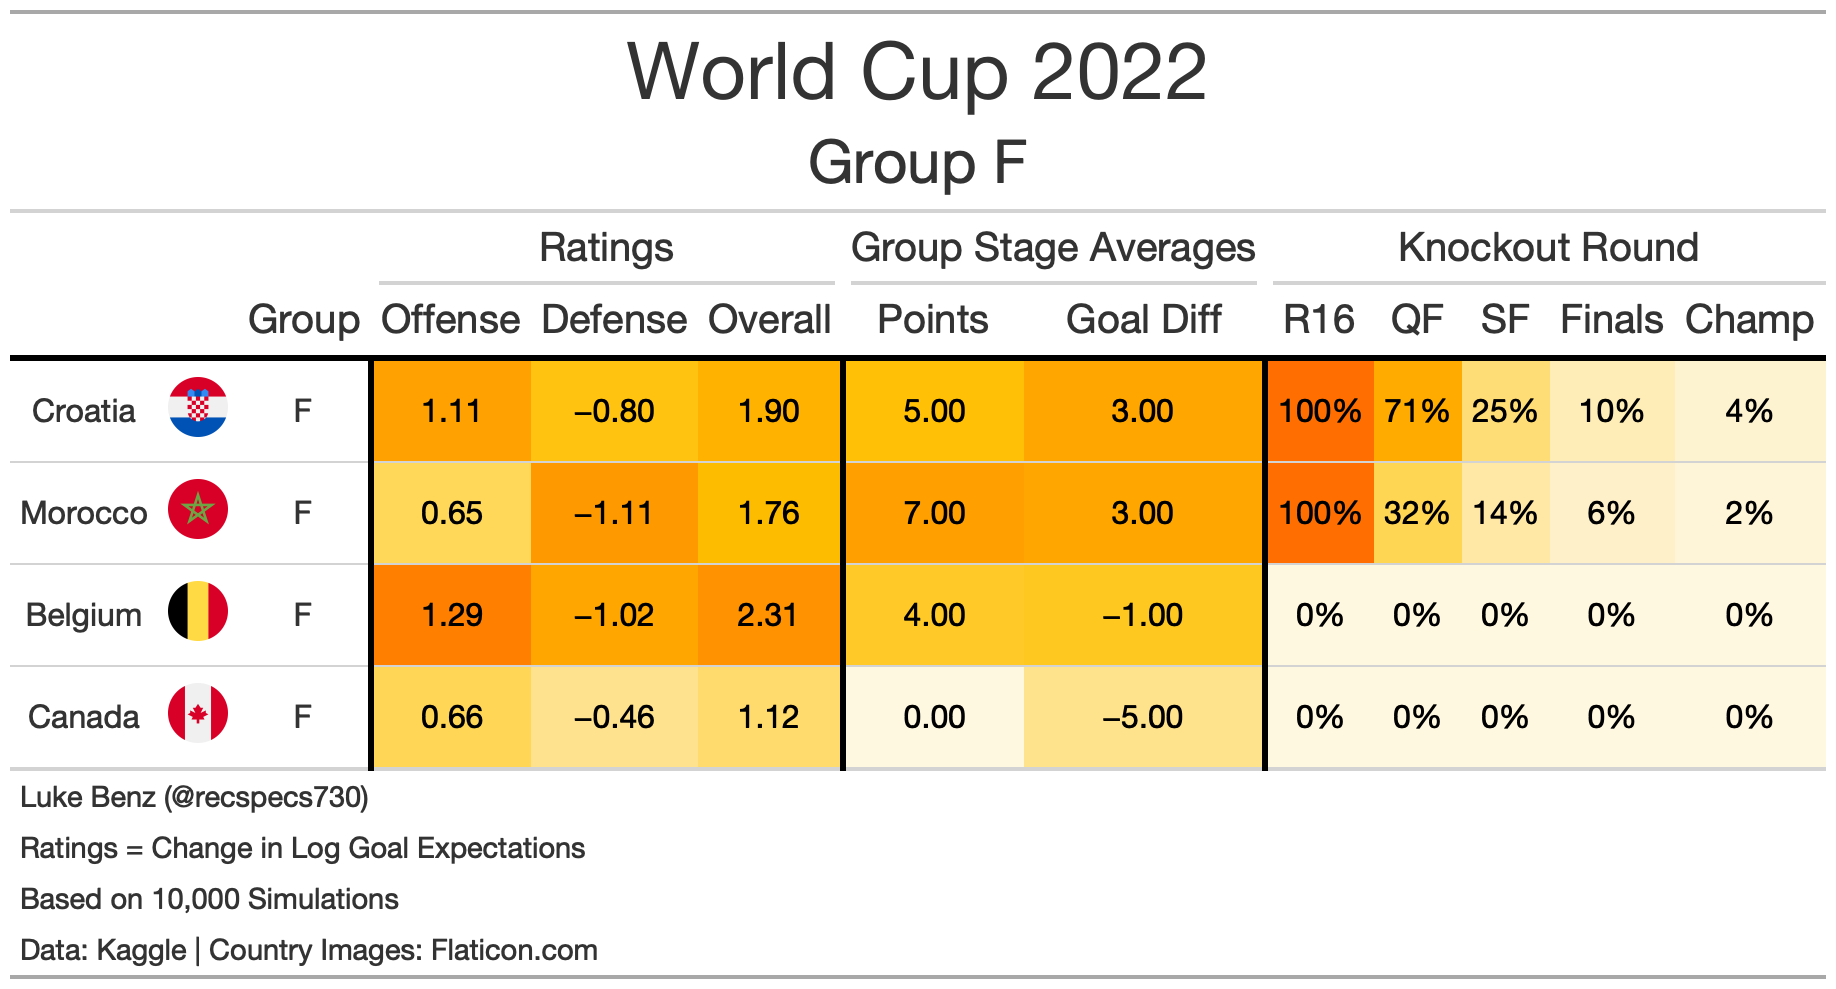 World Cup 2022
Group F
Ratings Group Stage Averages Knockout Round
Group Offense Defense Overall Points Goal Diff R16 QF SF Finals Champ
Croatia F 1.11 −0.80 1.90 5.00 3.00 100% 71% 25% 10% 4%
Morocco F 0.65 −1.11 1.76 7.00 3.00 100% 32% 14% 6% 2%
Belgium F 1.29 −1.02 2.31 4.00 −1.00 0% 0% 0% 0% 0%
Canada F 0.66 −0.46 1.12 0.00 −5.00 0% 0% 0% 0% 0%
Luke Benz (@recspecs730)
Ratings = Change in Log Goal Expectations
Based on 10,000 Simulations
Data: Kaggle | Country Images: Flaticon.com